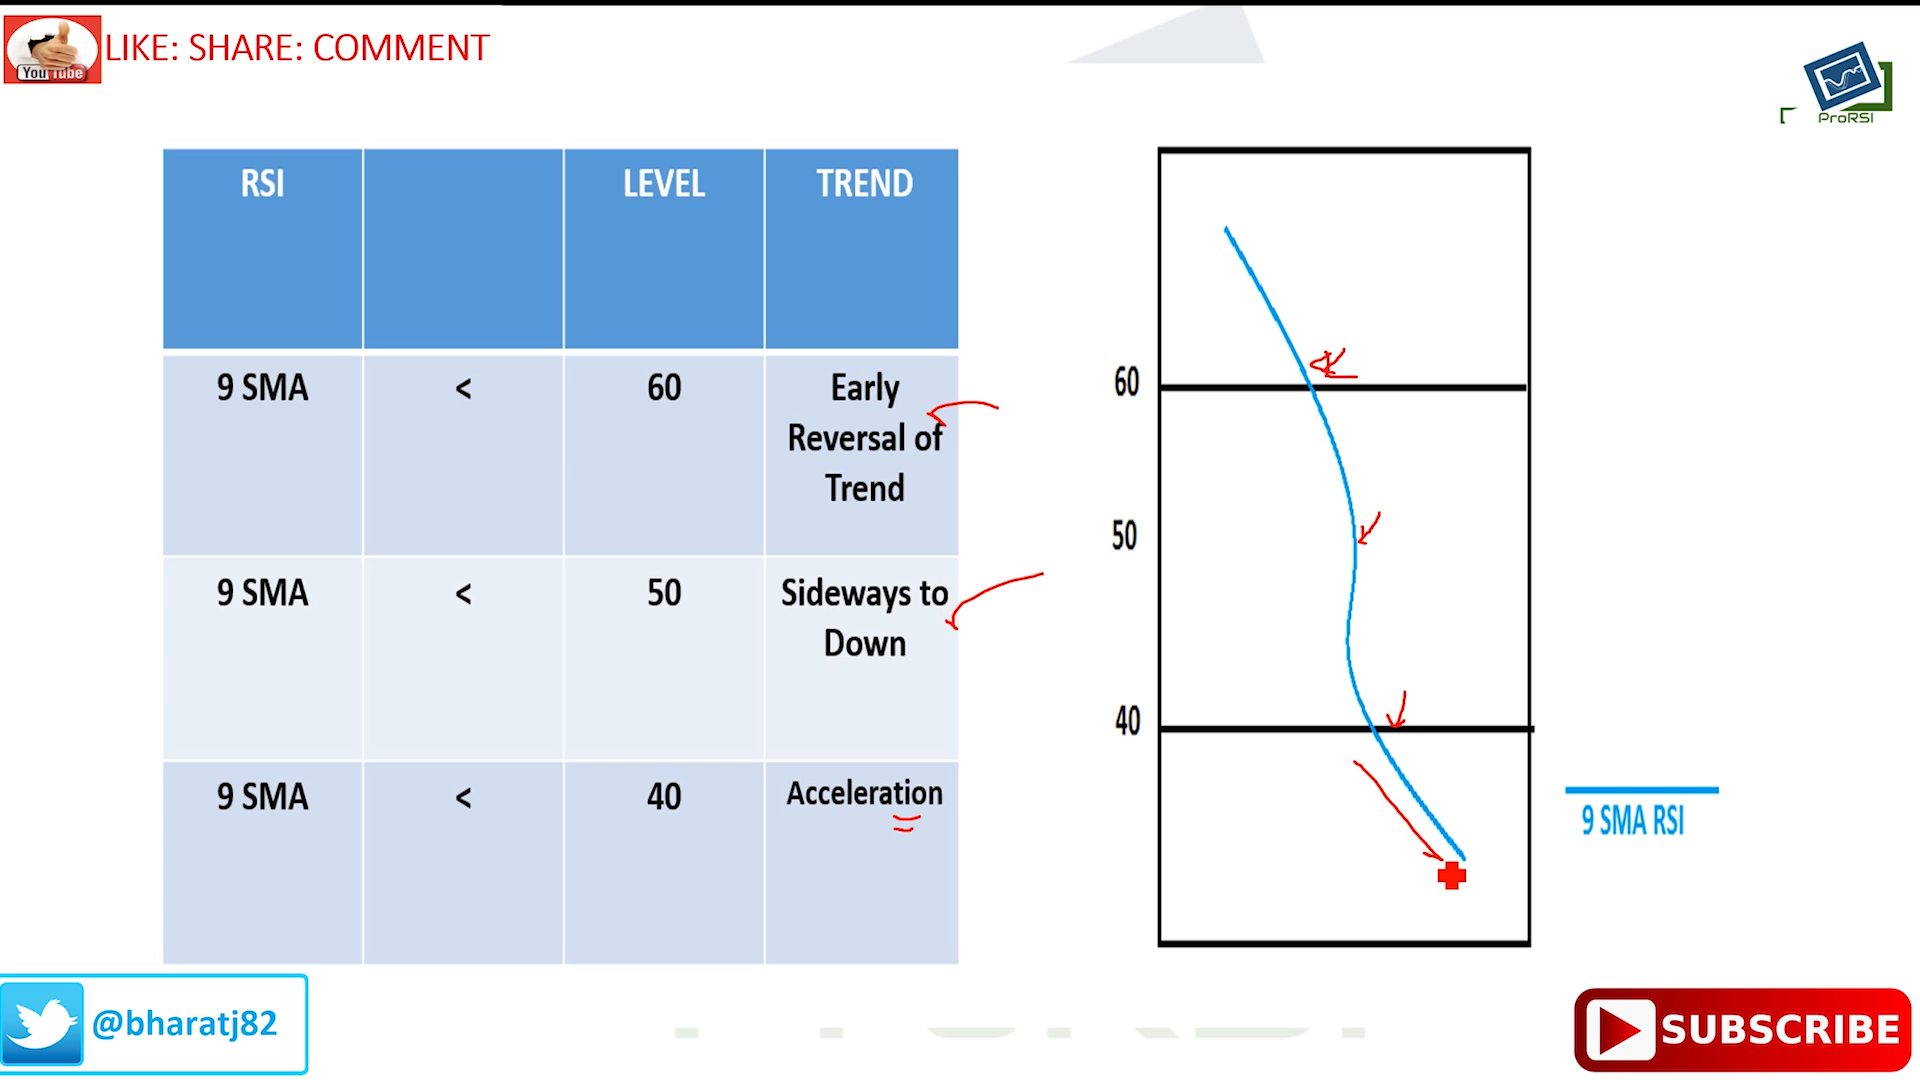 LIKE: SHARE: COMMENT
You Tube
ProRSI
RSI LEVEL TREND
9 SMA < 60 Early
Reversal of
Trend
9 SMA < 50 Sideways to
Down
9 SMA < 40 Acceleration
60
50
40
9 SMA RSI
@bharatj82
SUBSCRIBE